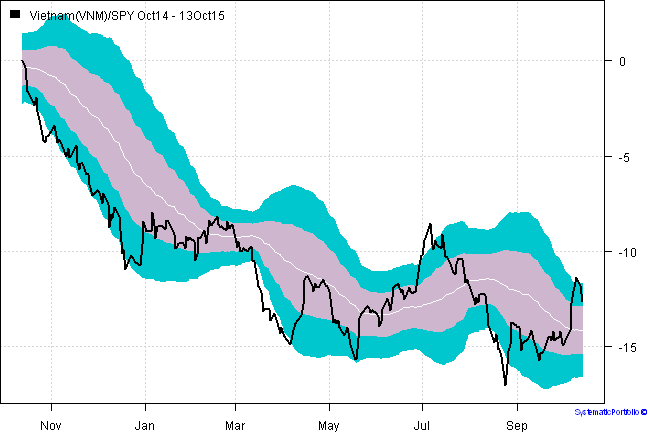 Vietnam(VNM)/SPY Oct14 - 13Oct15
0
-5
-10
-15
Nov Jan Mar May Jul Sep
SystematicPortfolio ©